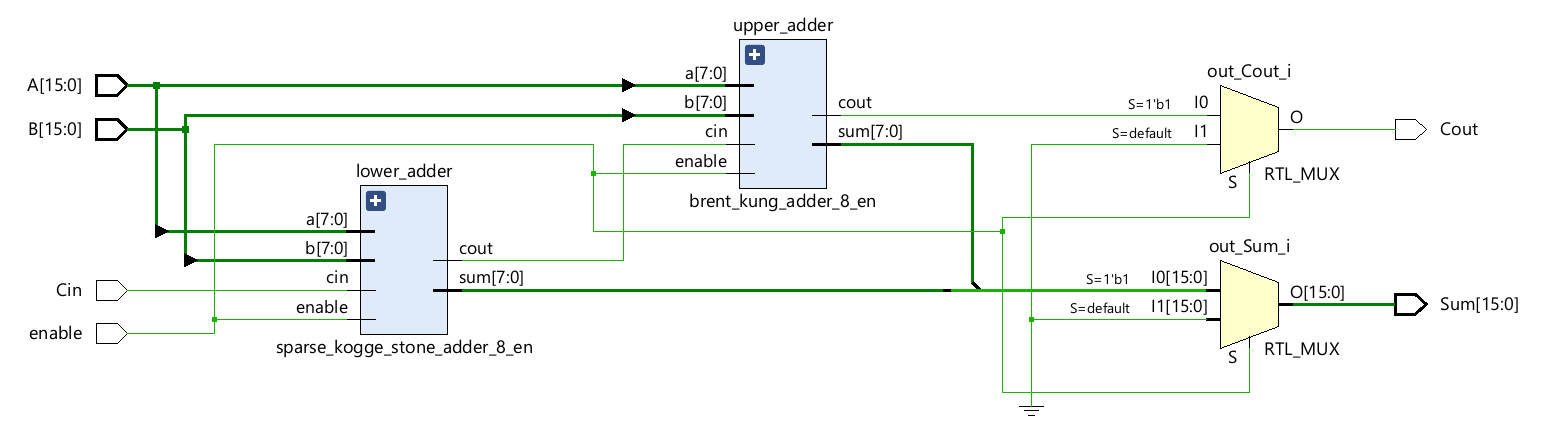 upper_adder
A[15:0]
a[7:0]
B[15:0]
b[7:0]
cin
enable
cout
sum[7:0]
brent_kung_adder_8_en
out_Cout_i
S=1'b1
I0
S=default
I1
O
S
RTL_MUX
Cout
lower_adder
a[7:0]
b[7:0]
Cin
cin
enable
enable
cout
sum[7:0]
sparse_kogge_stone_adder_8_en
out_Sum_i
S=1'b1
I0[15:0]
S=default
I1[15:0]
O[15:0]
S
RTL_MUX
Sum[15:0]